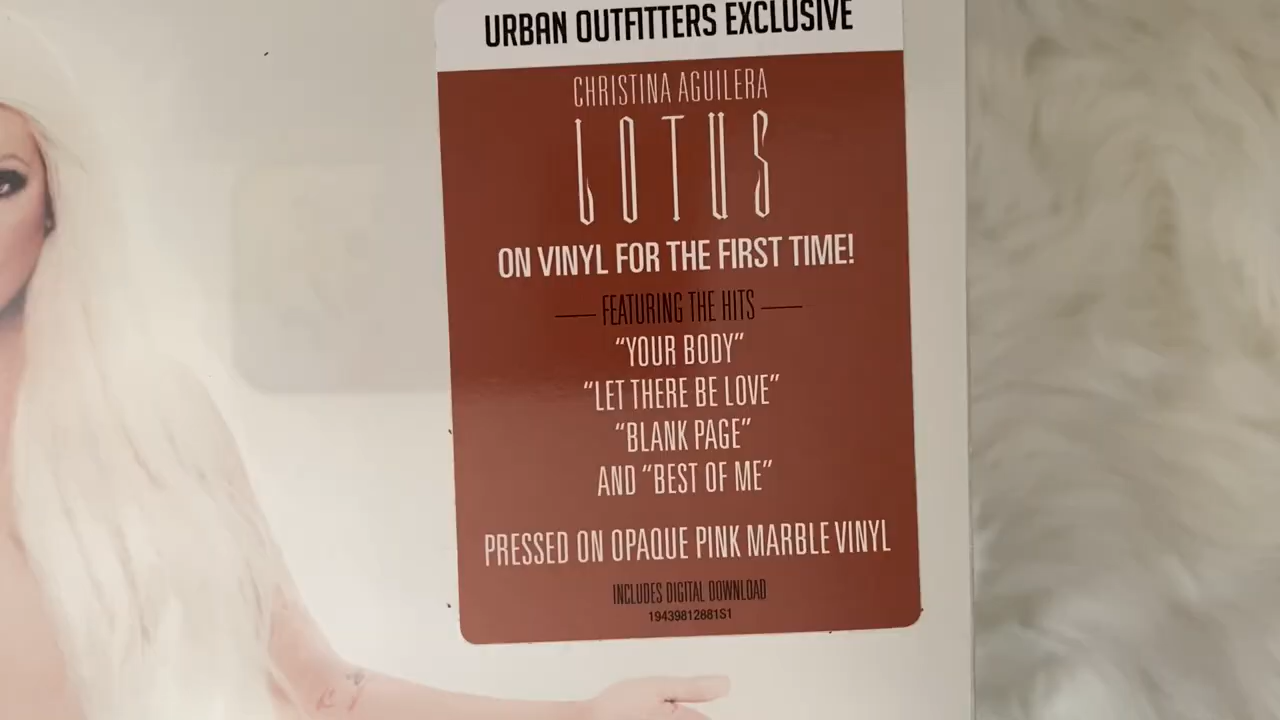 URBAN OUTFITTERS EXCLUSIVE
CHRISTINA AGUILERA
LOTUS
ON VINYL FOR THE FIRST TIME!
— FEATURING THE HITS —
“YOUR BODY”
“LET THERE BE LOVE”
“BLANK PAGE”
AND “BEST OF ME”
PRESSED ON OPAQUE PINK MARBLE VINYL
INCLUDES DIGITAL DOWNLOAD
19439812881S1